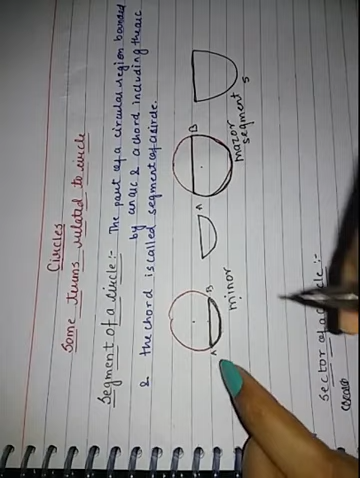 Circles
Some terms related to circle
Segment of a circle:- The part of a circular region bounded
by an arc & a chord including the arc
& the chord is called segment of a circle.
A B A B S
minor mazor
segment
Sector of a circle:-